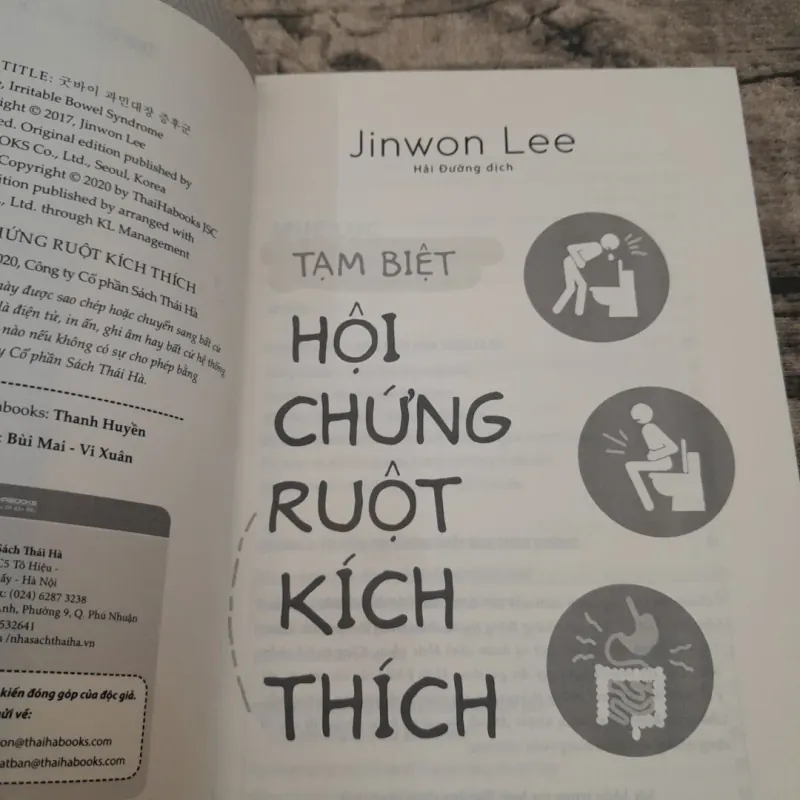 TITLE: 굿바이 과민대장 증후군
Irritable Bowel Syndrome
© 2017, Jinwon Lee
Original edition published by
OKS Co., Ltd., Seoul, Korea
Copyright © 2020 by ThaiHabooks JSC
ition published by arranged with
., Ltd. through KL Management
HỨNG RUỘT KÍCH THÍCH
020, Công ty Cổ phần Sách Thái Hà
này được sao chép hoặc chuyển sang bất cứ
là điện tử, in ấn, ghi âm hay bất cứ hệ thống
nào nếu không có sự cho phép bằng
y Cổ phần Sách Thái Hà.
abooks: Thanh Huyền
: Bùi Mai - Vi Xuân
Sách Thái Hà
C5 Tô Hiệu -
ấy - Hà Nội
x: (024) 6287 3238
Anh, Phường 9, Q. Phú Nhuận
532641
/nhasachthaiha.vn
kiến đóng góp của độc giả.
gửi về:
on@thaihabooks.com
atban@thaihabooks.com
Jinwon Lee
Hải Đường dịch
TẠM BIỆT
HỘI
CHỨNG
RUỘT
KÍCH
THÍCH